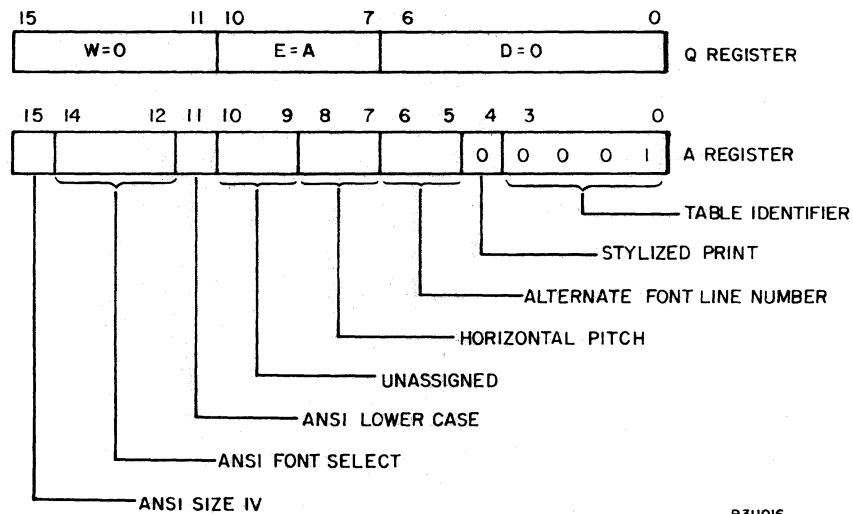 15 11 10 7 6 0
W=0 E=A D=0 Q REGISTER
15 14 12 11 10 9 8 7 6 5 4 3 0
0 0 0 0 1 A REGISTER
TABLE IDENTIFIER
STYLIZED PRINT
ALTERNATE FONT LINE NUMBER
HORIZONTAL PITCH
UNASSIGNED
ANSI LOWER CASE
ANSI FONT SELECT
ANSI SIZE IV